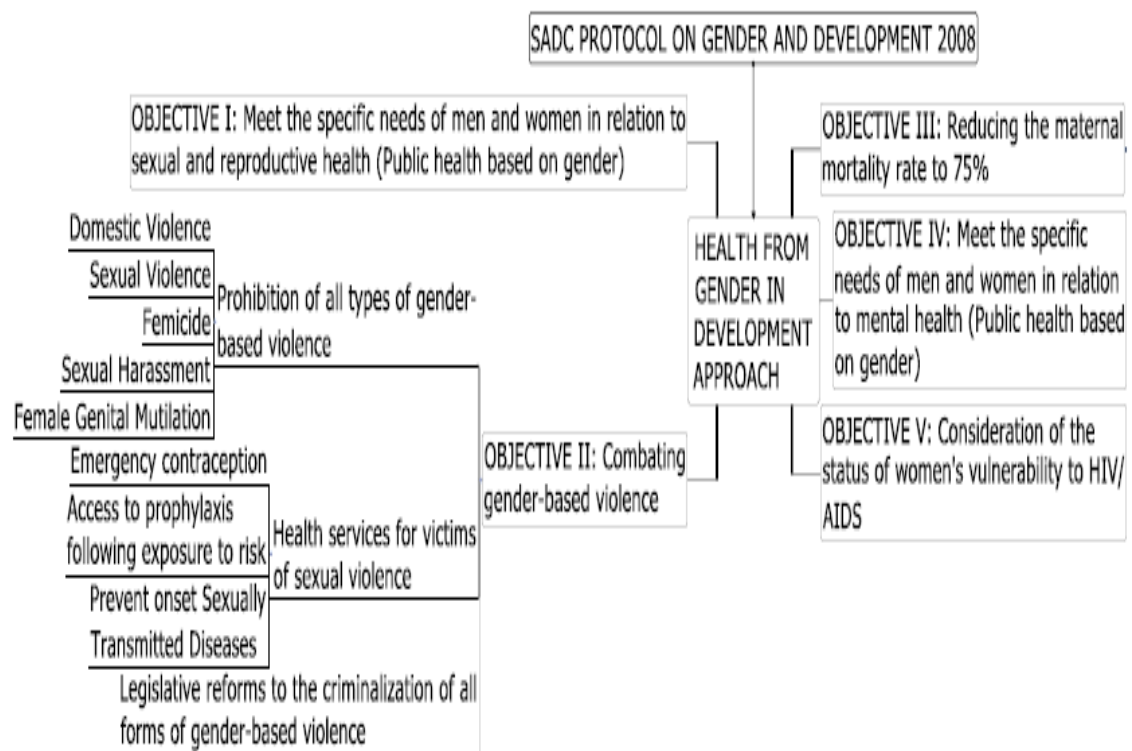 SADC PROTOCOL ON GENDER AND DEVELOPMENT 2008
OBJECTIVE I: Meet the specific needs of men and women in relation to
sexual and reproductive health (Public health based on gender)
OBJECTIVE III: Reducing the maternal
mortality rate to 75%
HEALTH FROM
GENDER IN
DEVELOPMENT
APPROACH
OBJECTIVE IV: Meet the specific
needs of men and women in relation
to mental health (Public health based
on gender)
OBJECTIVE V: Consideration of the
status of women's vulnerability to HIV/
AIDS
OBJECTIVE II: Combating
gender-based violence
Prohibition of all types of gender-
based violence
Domestic Violence
Sexual Violence
Femicide
Sexual Harassment
Female Genital Mutilation
Health services for victims
of sexual violence
Emergency contraception
Access to prophylaxis
following exposure to risk
Prevent onset Sexually
Transmitted Diseases
Legislative reforms to the criminalization of all
forms of gender-based violence